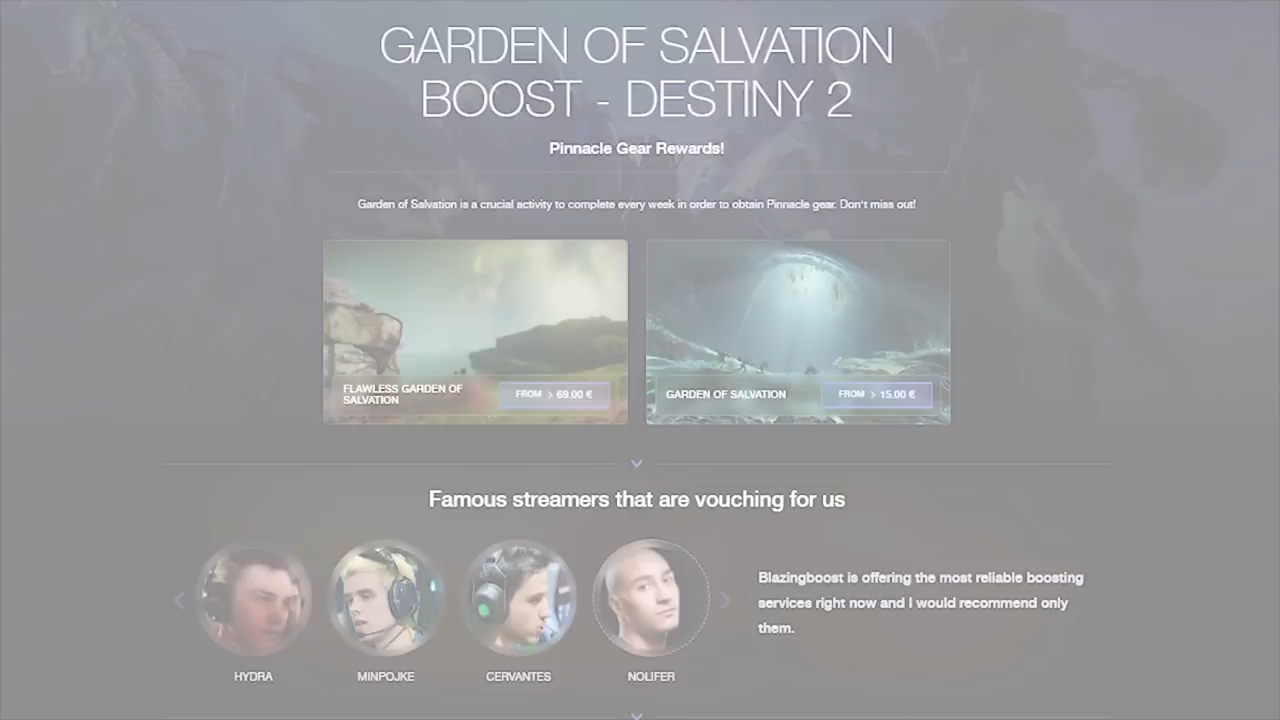 GARDEN OF SALVATION
BOOST - DESTINY 2
Pinnacle Gear Rewards!
Garden of Salvation is a crucial activity to complete every week in order to obtain Pinnacle gear. Don't miss out!
FLAWLESS GARDEN OF
SALVATION
FROM > 69.00 €
GARDEN OF SALVATION
FROM > 15.00 €
Famous streamers that are vouching for us
Blazingboost is offering the most reliable boosting
services right now and I would recommend only
them.
HYDRA
MINPOJKE
CERVANTES
NOLIFER